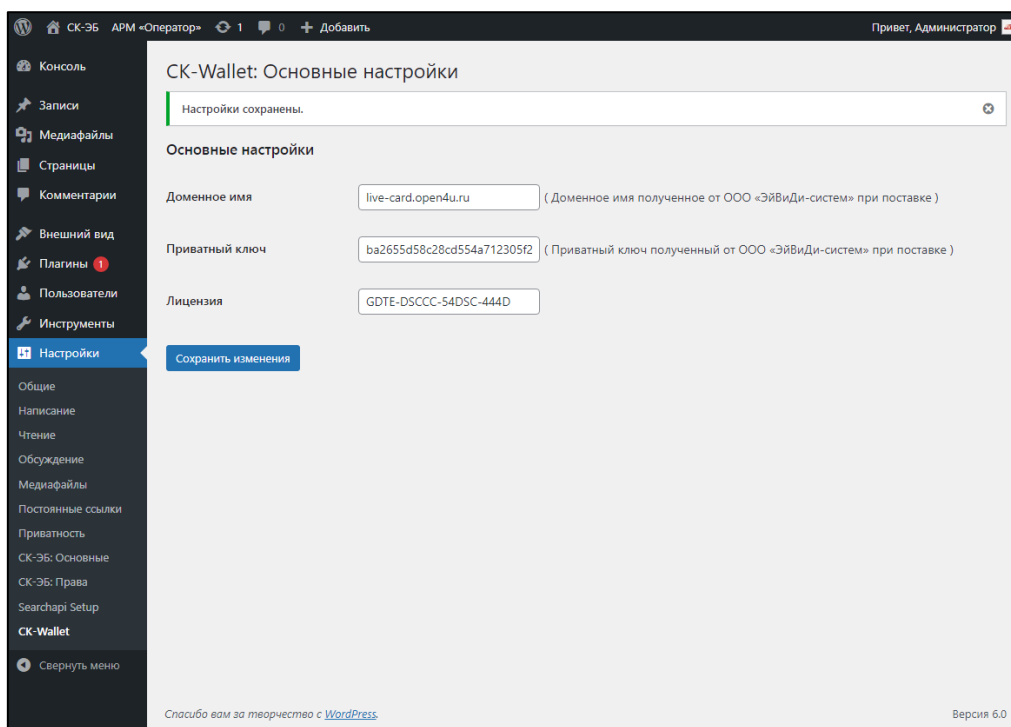 СК-ЭБ АРМ «Оператор» 1 0 Добавить Привет, Администратор
Консоль
Записи
Медиафайлы
Страницы
Комментарии
Внешний вид
Плагины 1
Пользователи
Инструменты
Настройки
Общие
Написание
Чтение
Обсуждение
Медиафайлы
Постоянные ссылки
Приватность
СК-ЭБ: Основные
СК-ЭБ: Права
Searchapi Setup
CK-Wallet
Свернуть меню
CK-Wallet: Основные настройки
Настройки сохранены.
Основные настройки
Доменное имя live-card.open4u.ru ( Доменное имя полученное от ООО «ЭйВиДи-систем» при поставке )
Приватный ключ ba2655d58c28cd554a712305f2 ( Приватный ключ полученный от ООО «ЭйВиДи-систем» при поставке )
Лицензия GDTE-DSCCC-54DSC-444D
Сохранить изменения
Спасибо вам за творчество с WordPress. Версия 6.0